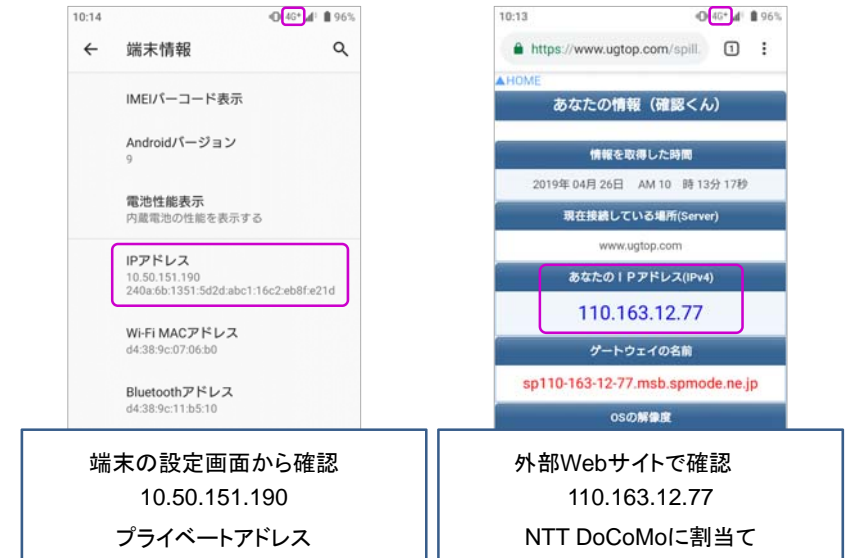 10:14 4G+ 96%
← 端末情報
IMEIバーコード表示
Androidバージョン
9
電池性能表示
内蔵電池の性能を表示する
IPアドレス
10.50.151.190
240a:6b:1351:5d2d:abc1:16c2:eb8f:e21d
Wi-Fi MACアドレス
d4:38:9c:07:06:b0
Bluetoothアドレス
d4:38:9c:11:b5:10
端末の設定画面から確認
10.50.151.190
プライベートアドレス
10:13 4G+ 96%
https://www.ugtop.com/spill. 1
▲HOME
あなたの情報（確認くん）
情報を取得した時間
2019年 04月 26日 AM 10 時 13分 17秒
現在接続している場所(Server)
www.ugtop.com
あなたのＩＰアドレス(IPv4)
110.163.12.77
ゲートウェイの名前
sp110-163-12-77.msb.spmode.ne.jp
OSの解像度
外部Webサイトで確認
110.163.12.77
NTT DoCoMoに割当て